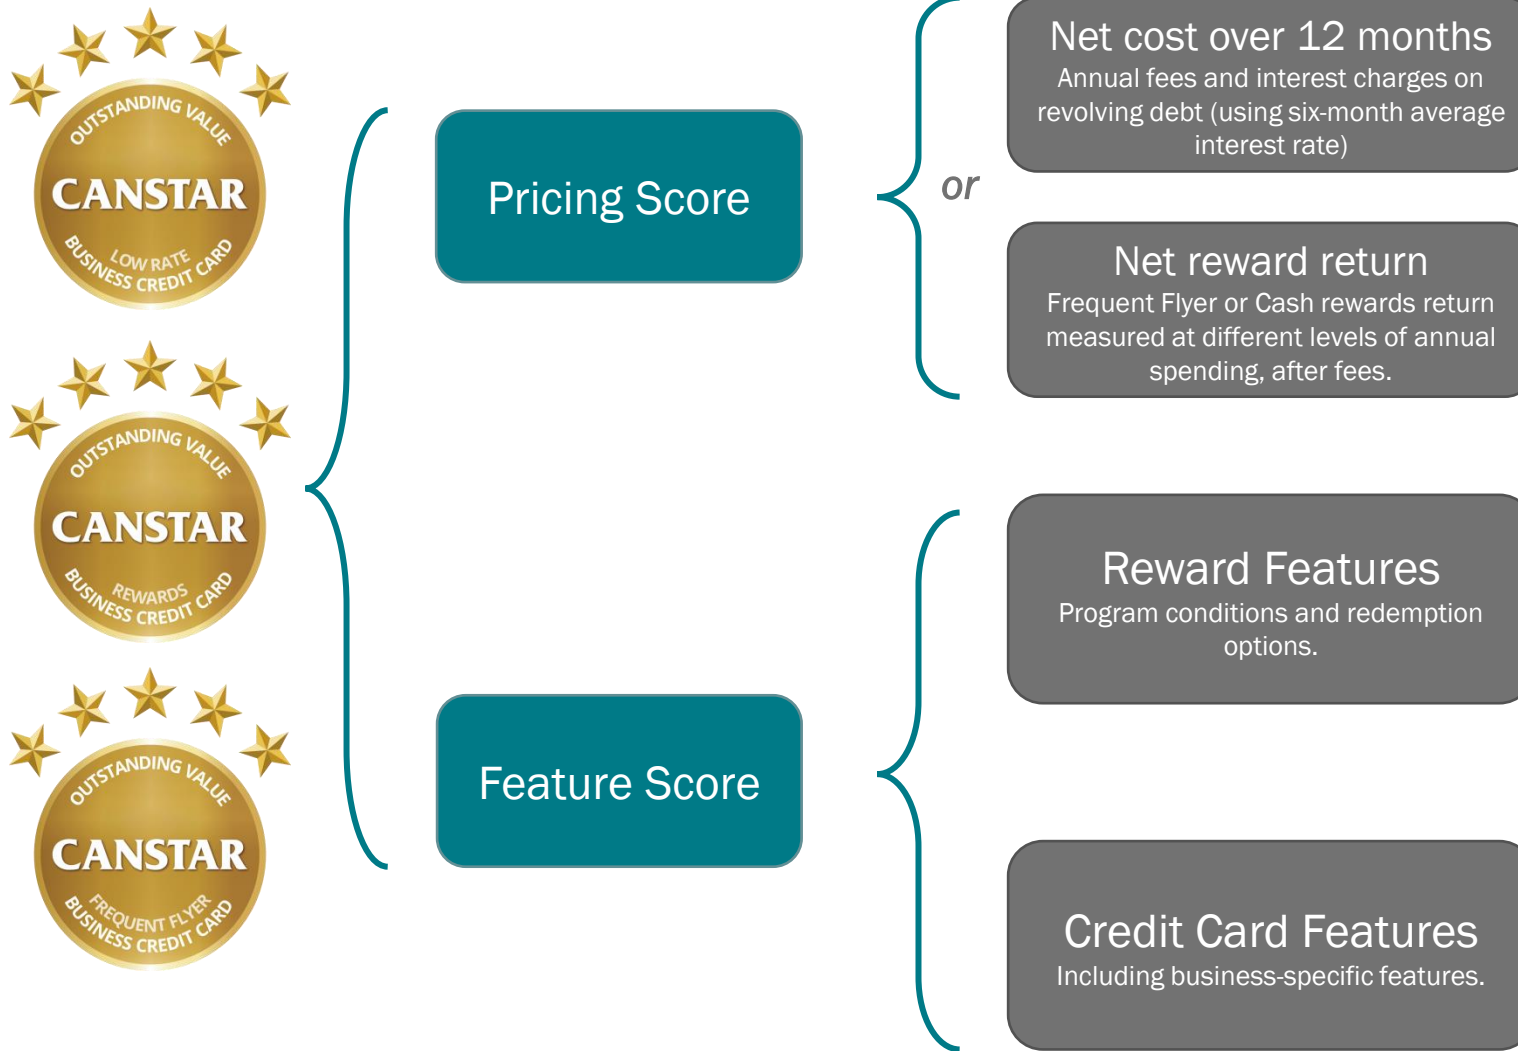 OUTSTANDING VALUE
CANSTAR
LOW RATE
BUSINESS CREDIT CARD
OUTSTANDING VALUE
CANSTAR
REWARDS
BUSINESS CREDIT CARD
OUTSTANDING VALUE
CANSTAR
FREQUENT FLYER
BUSINESS CREDIT CARD
Pricing Score
Feature Score
Net cost over 12 months
Annual fees and interest charges on
revolving debt (using six-month average
interest rate)
or
Net reward return
Frequent Flyer or Cash rewards return
measured at different levels of annual
spending, after fees.
Reward Features
Program conditions and redemption
options.
Credit Card Features
Including business-specific features.